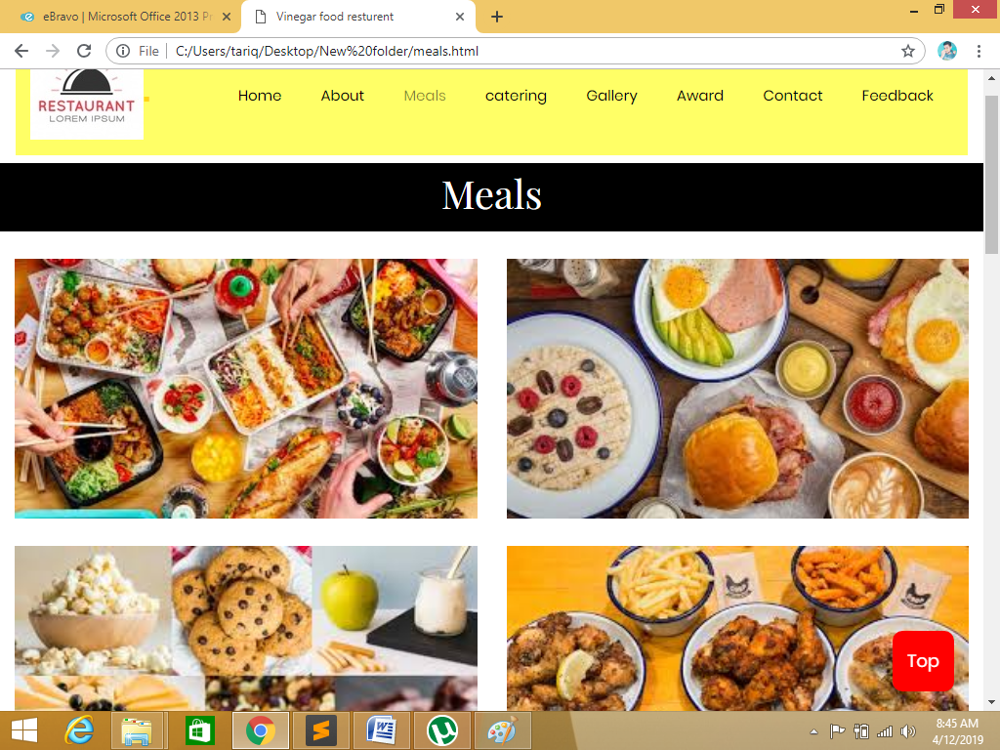 eBravo | Microsoft Office 2013 Pr
Vinegar food resturent
File
C:/Users/tariq/Desktop/New%20folder/meals.html
RESTAURANT
LOREM IPSUM
Home
About
Meals
catering
Gallery
Award
Contact
Feedback
Meals
Top
8:45 AM
4/12/2019